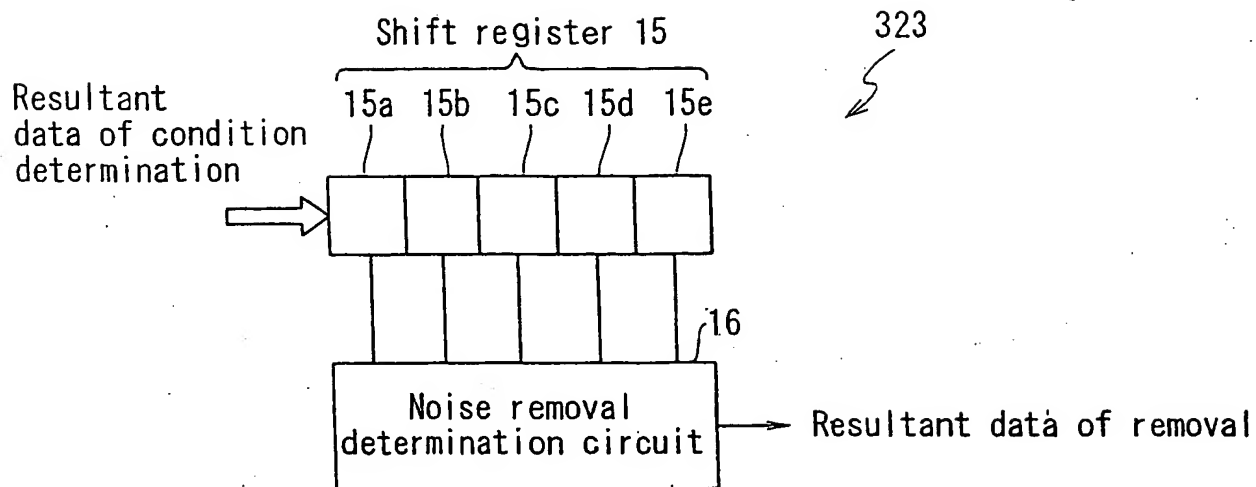 Shift register 15
323
15a 15b 15c 15d 15e
Resultant
data of condition
determination
16
Noise removal
determination circuit
Resultant data of removal